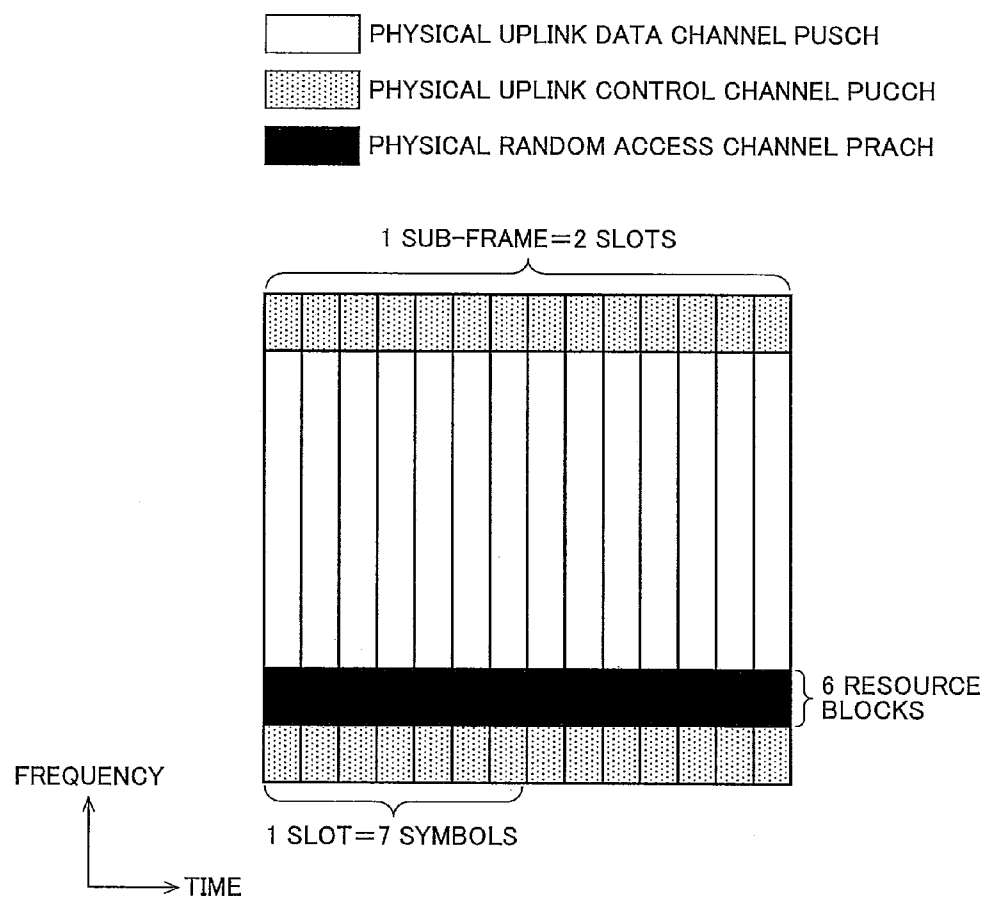 PHYSICAL UPLINK DATA CHANNEL PUSCH
PHYSICAL UPLINK CONTROL CHANNEL PUCCH
PHYSICAL RANDOM ACCESS CHANNEL PRACH
1 SUB-FRAME=2 SLOTS
6 RESOURCE
BLOCKS
FREQUENCY
1 SLOT=7 SYMBOLS
TIME